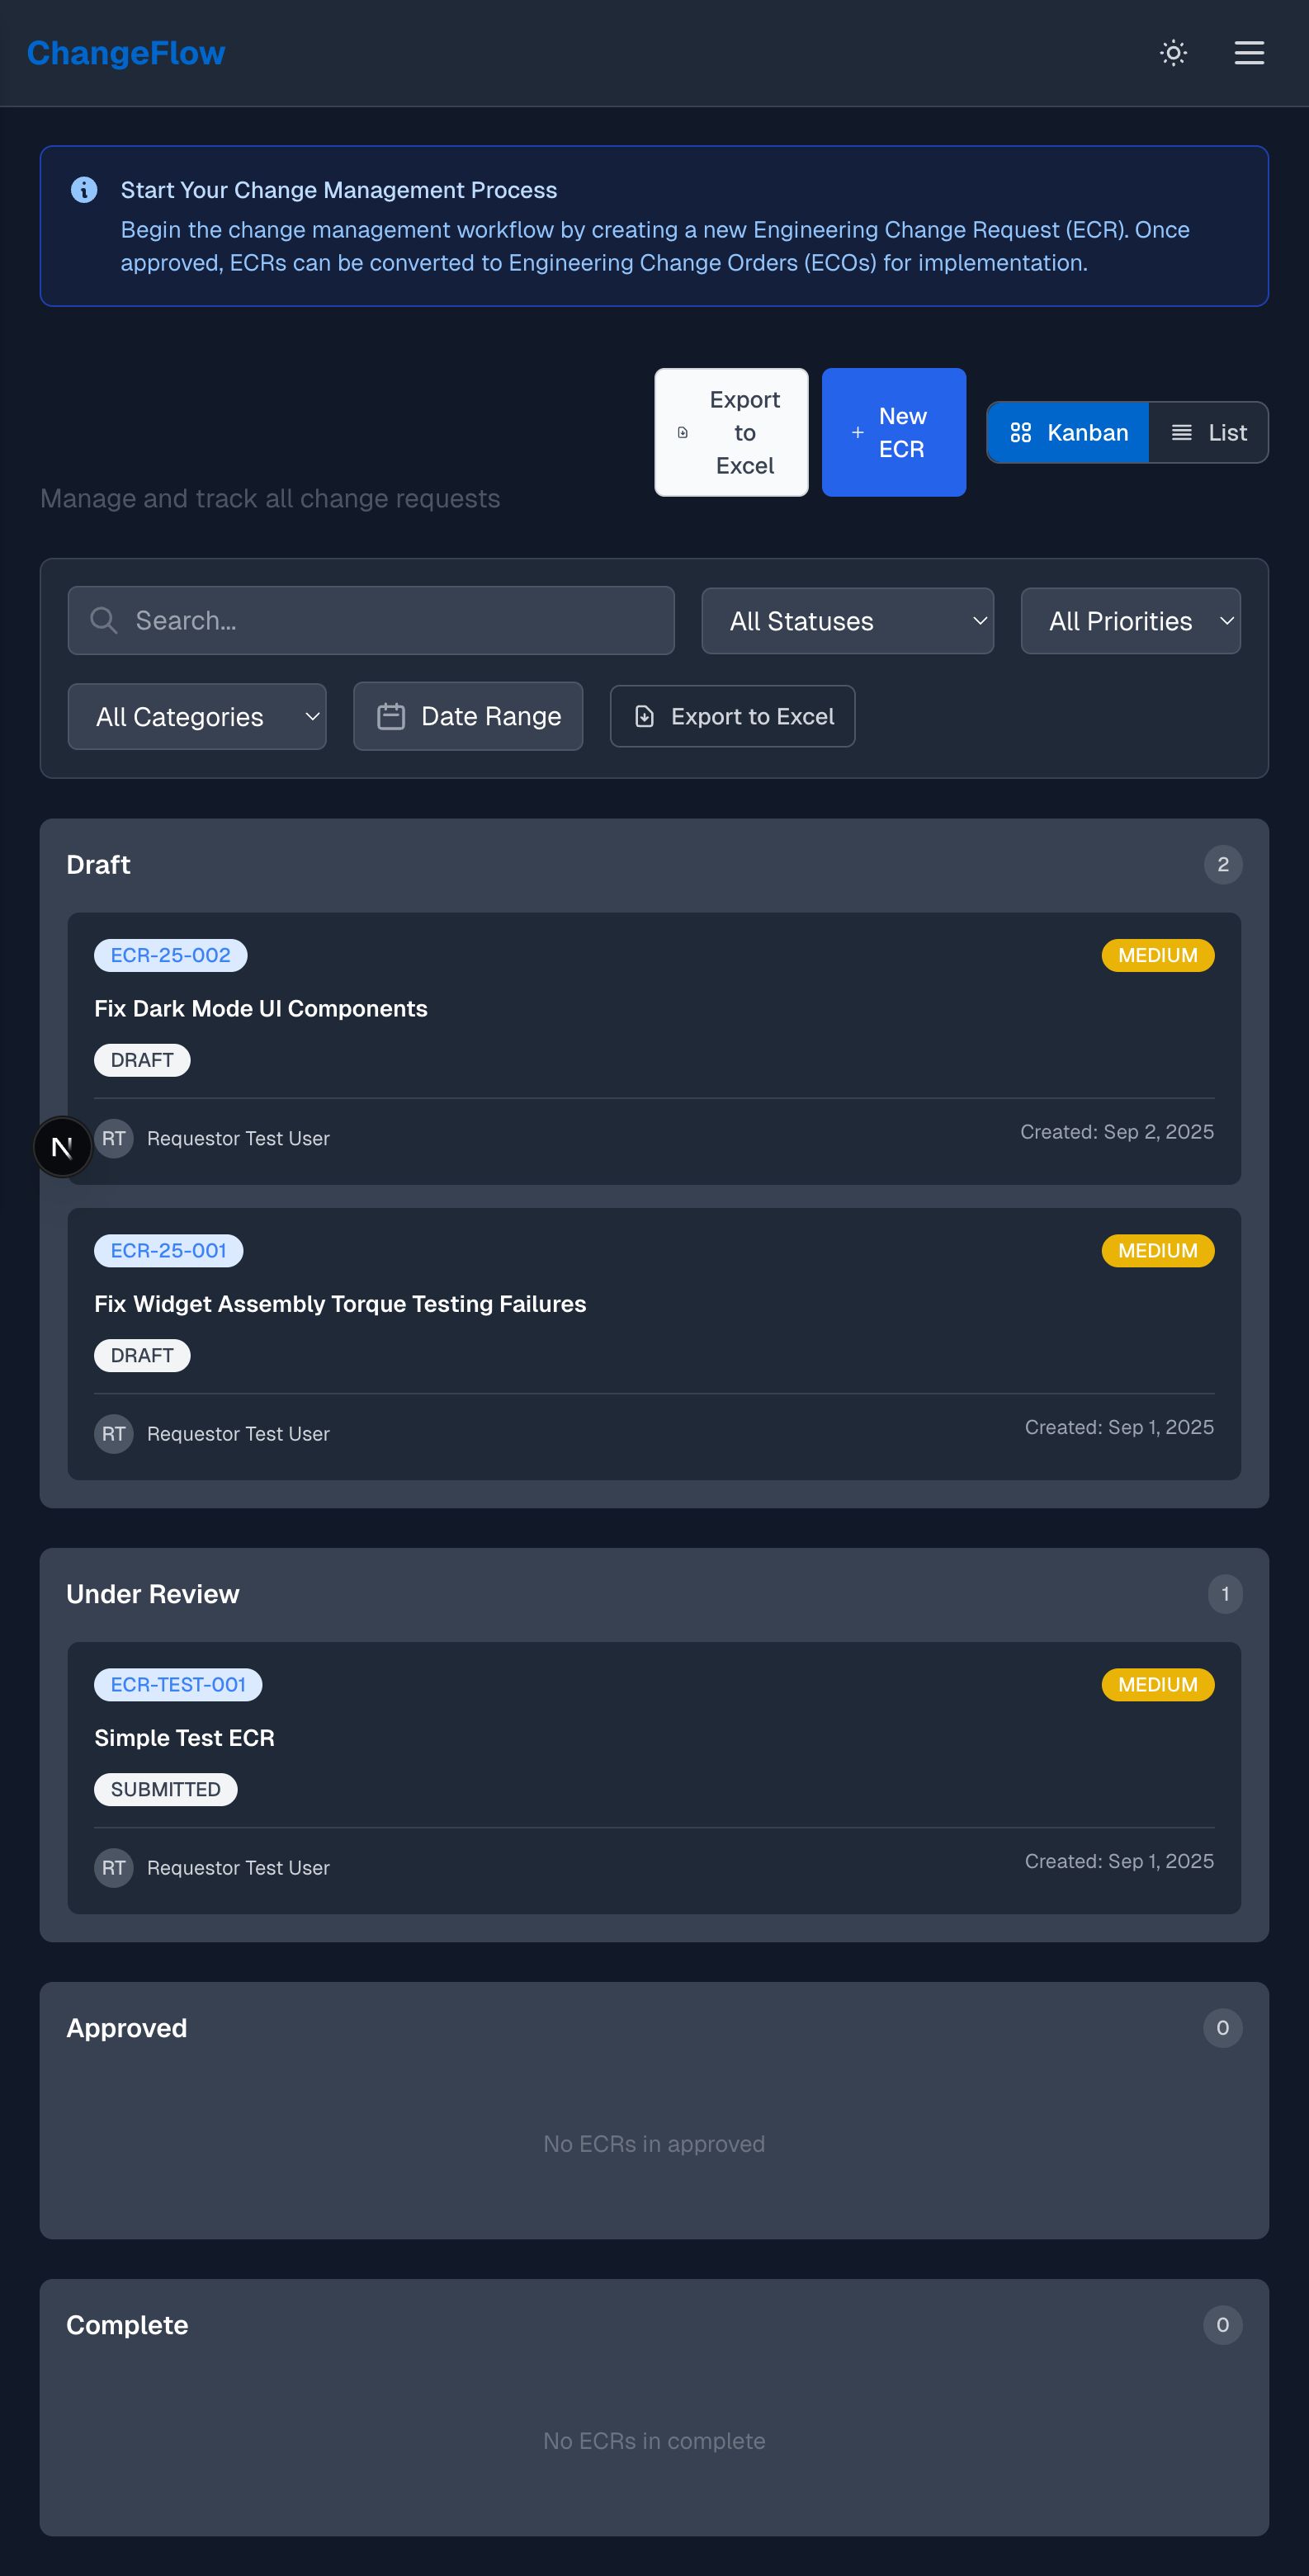 ChangeFlow
Start Your Change Management Process
Begin the change management workflow by creating a new Engineering Change Request (ECR). Once
approved, ECRs can be converted to Engineering Change Orders (ECOs) for implementation.
Export
to
Excel
New
ECR
Kanban
List
Manage and track all change requests
Search...
All Statuses
All Priorities
All Categories
Date Range
Export to Excel
Draft
2
ECR-25-002
MEDIUM
Fix Dark Mode UI Components
DRAFT
N
RT
Requestor Test User
Created: Sep 2, 2025
ECR-25-001
MEDIUM
Fix Widget Assembly Torque Testing Failures
DRAFT
RT
Requestor Test User
Created: Sep 1, 2025
Under Review
1
ECR-TEST-001
MEDIUM
Simple Test ECR
SUBMITTED
RT
Requestor Test User
Created: Sep 1, 2025
Approved
0
No ECRs in approved
Complete
0
No ECRs in complete